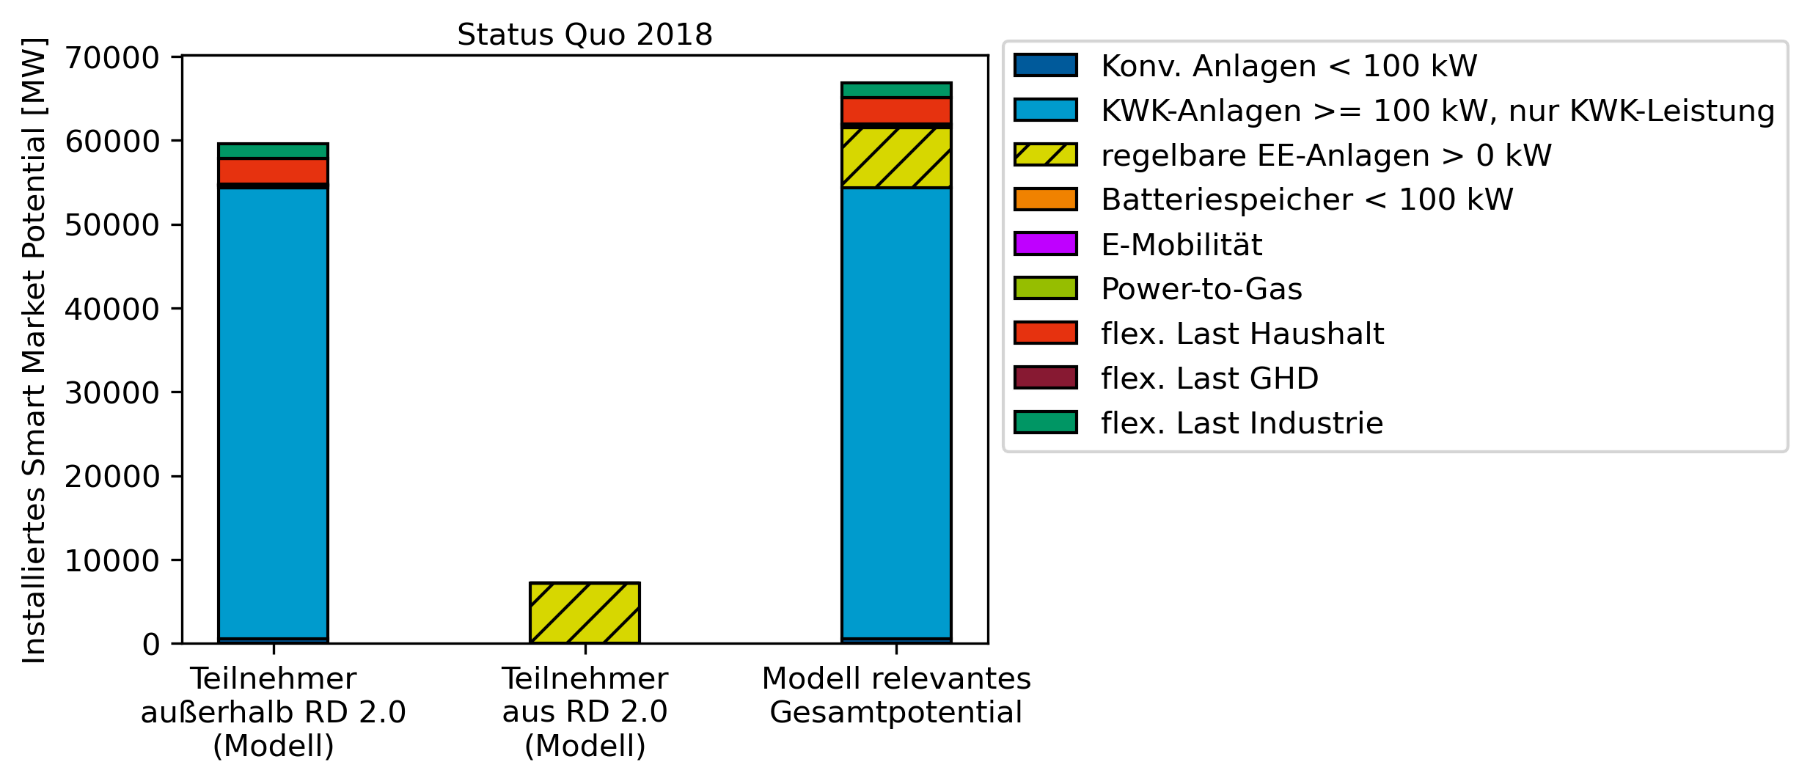 Status Quo 2018
Installiertes Smart Market Potential [MW]
70000
60000
50000
40000
30000
20000
10000
0
Teilnehmer
außerhalb RD 2.0
(Modell)
Teilnehmer
aus RD 2.0
(Modell)
Modell relevantes
Gesamtpotential
Konv. Anlagen < 100 kW
KWK-Anlagen >= 100 kW, nur KWK-Leistung
regelbare EE-Anlagen > 0 kW
Batteriespeicher < 100 kW
E-Mobilität
Power-to-Gas
flex. Last Haushalt
flex. Last GHD
flex. Last Industrie